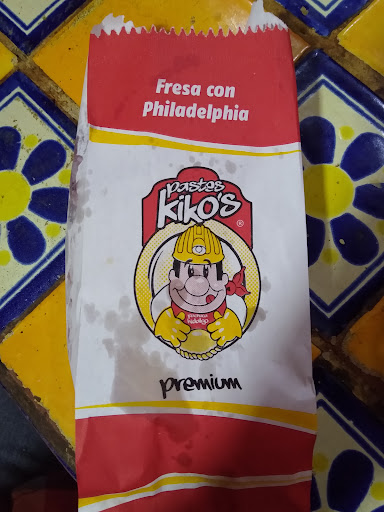 Fresa con
Philadelphia
pastes
kiko's
®
premium